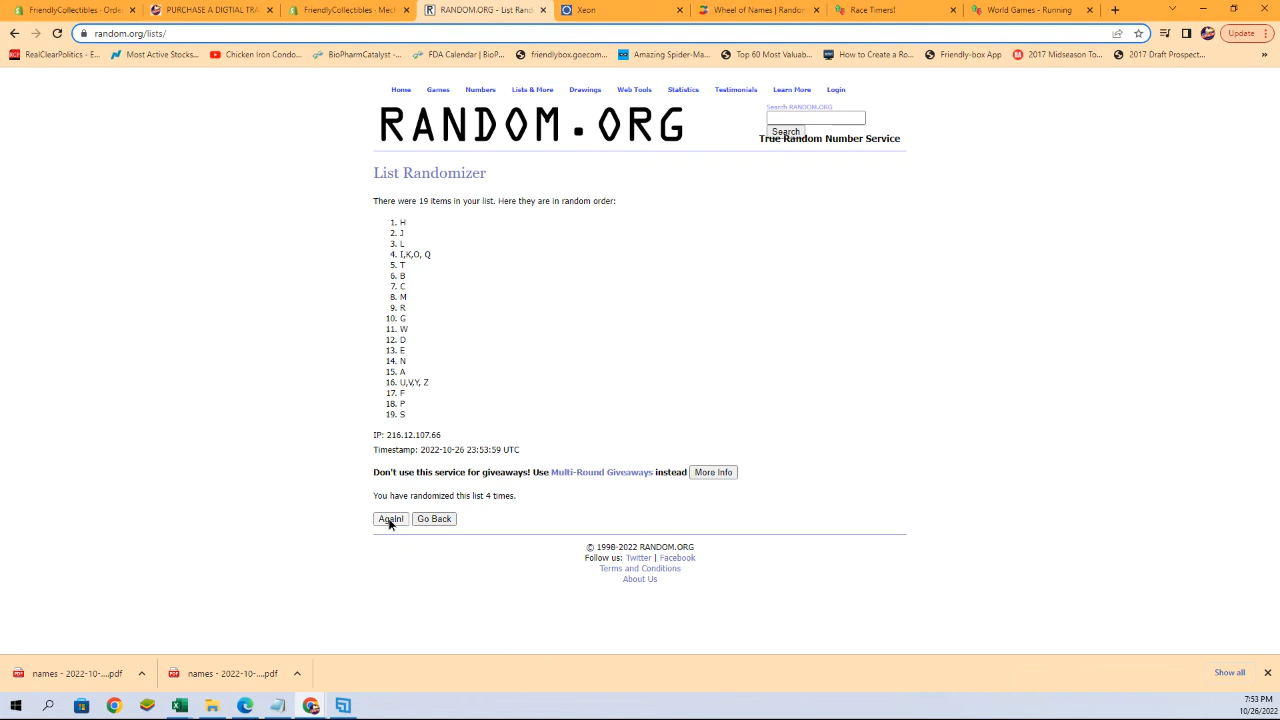 FriendlyCollectibles - Order
PURCHASE A DIGTIAL TRA
FriendlyCollectibles · Mec
RANDOM.ORG - List Rand
Xeon
Wheel of Names | Rando
Race Timers!
World Games - Running
random.org/lists/
Update
RealClearPolitics - E...
Most Active Stocks...
Chicken Iron Condo...
BioPharmCatalyst -...
FDA Calendar | BioP...
friendlybox.goecom...
Amazing Spider-Ma...
Top 60 Most Valuab...
How to Create a Ro...
Friendly-box App
2017 Midseason To...
2017 Draft Prospect...
»
Home Games Numbers Lists & More Drawings Web Tools Statistics Testimonials Learn More Login
RANDOM.ORG
Search RANDOM.ORG
Search
True Random Number Service
List Randomizer
There were 19 items in your list. Here they are in random order:
1. H
2. J
3. L
4. I,K,O, Q
5. T
6. B
7. C
8. M
9. R
10. G
11. W
12. D
13. E
14. N
15. A
16. U,V,Y, Z
17. F
18. P
19. S
IP: 216.12.107.66
Timestamp: 2022-10-26 23:53:59 UTC
Don't use this service for giveaways! Use Multi-Round Giveaways instead More Info
You have randomized this list 4 times.
Again! Go Back
© 1998-2022 RANDOM.ORG
Follow us: Twitter | Facebook
Terms and Conditions
About Us
names - 2022-10-....pdf
names - 2022-10-....pdf
Show all
7:53 PM
10/26/2022